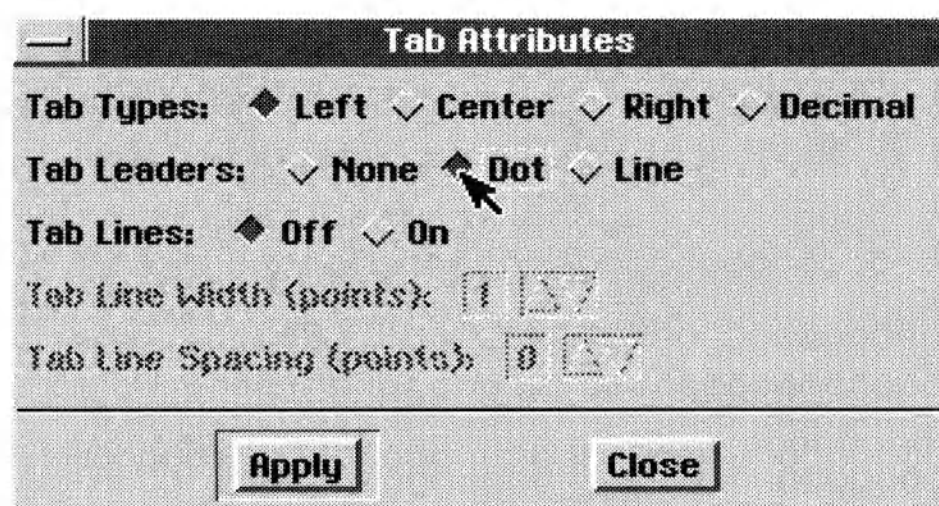 Tab Attributes
Tab Types: Left Center Right Decimal
Tab Leaders: None Dot Line
Tab Lines: Off On
Tab Line Width (points): 1
Tab Line Spacing (points): 0
Apply Close